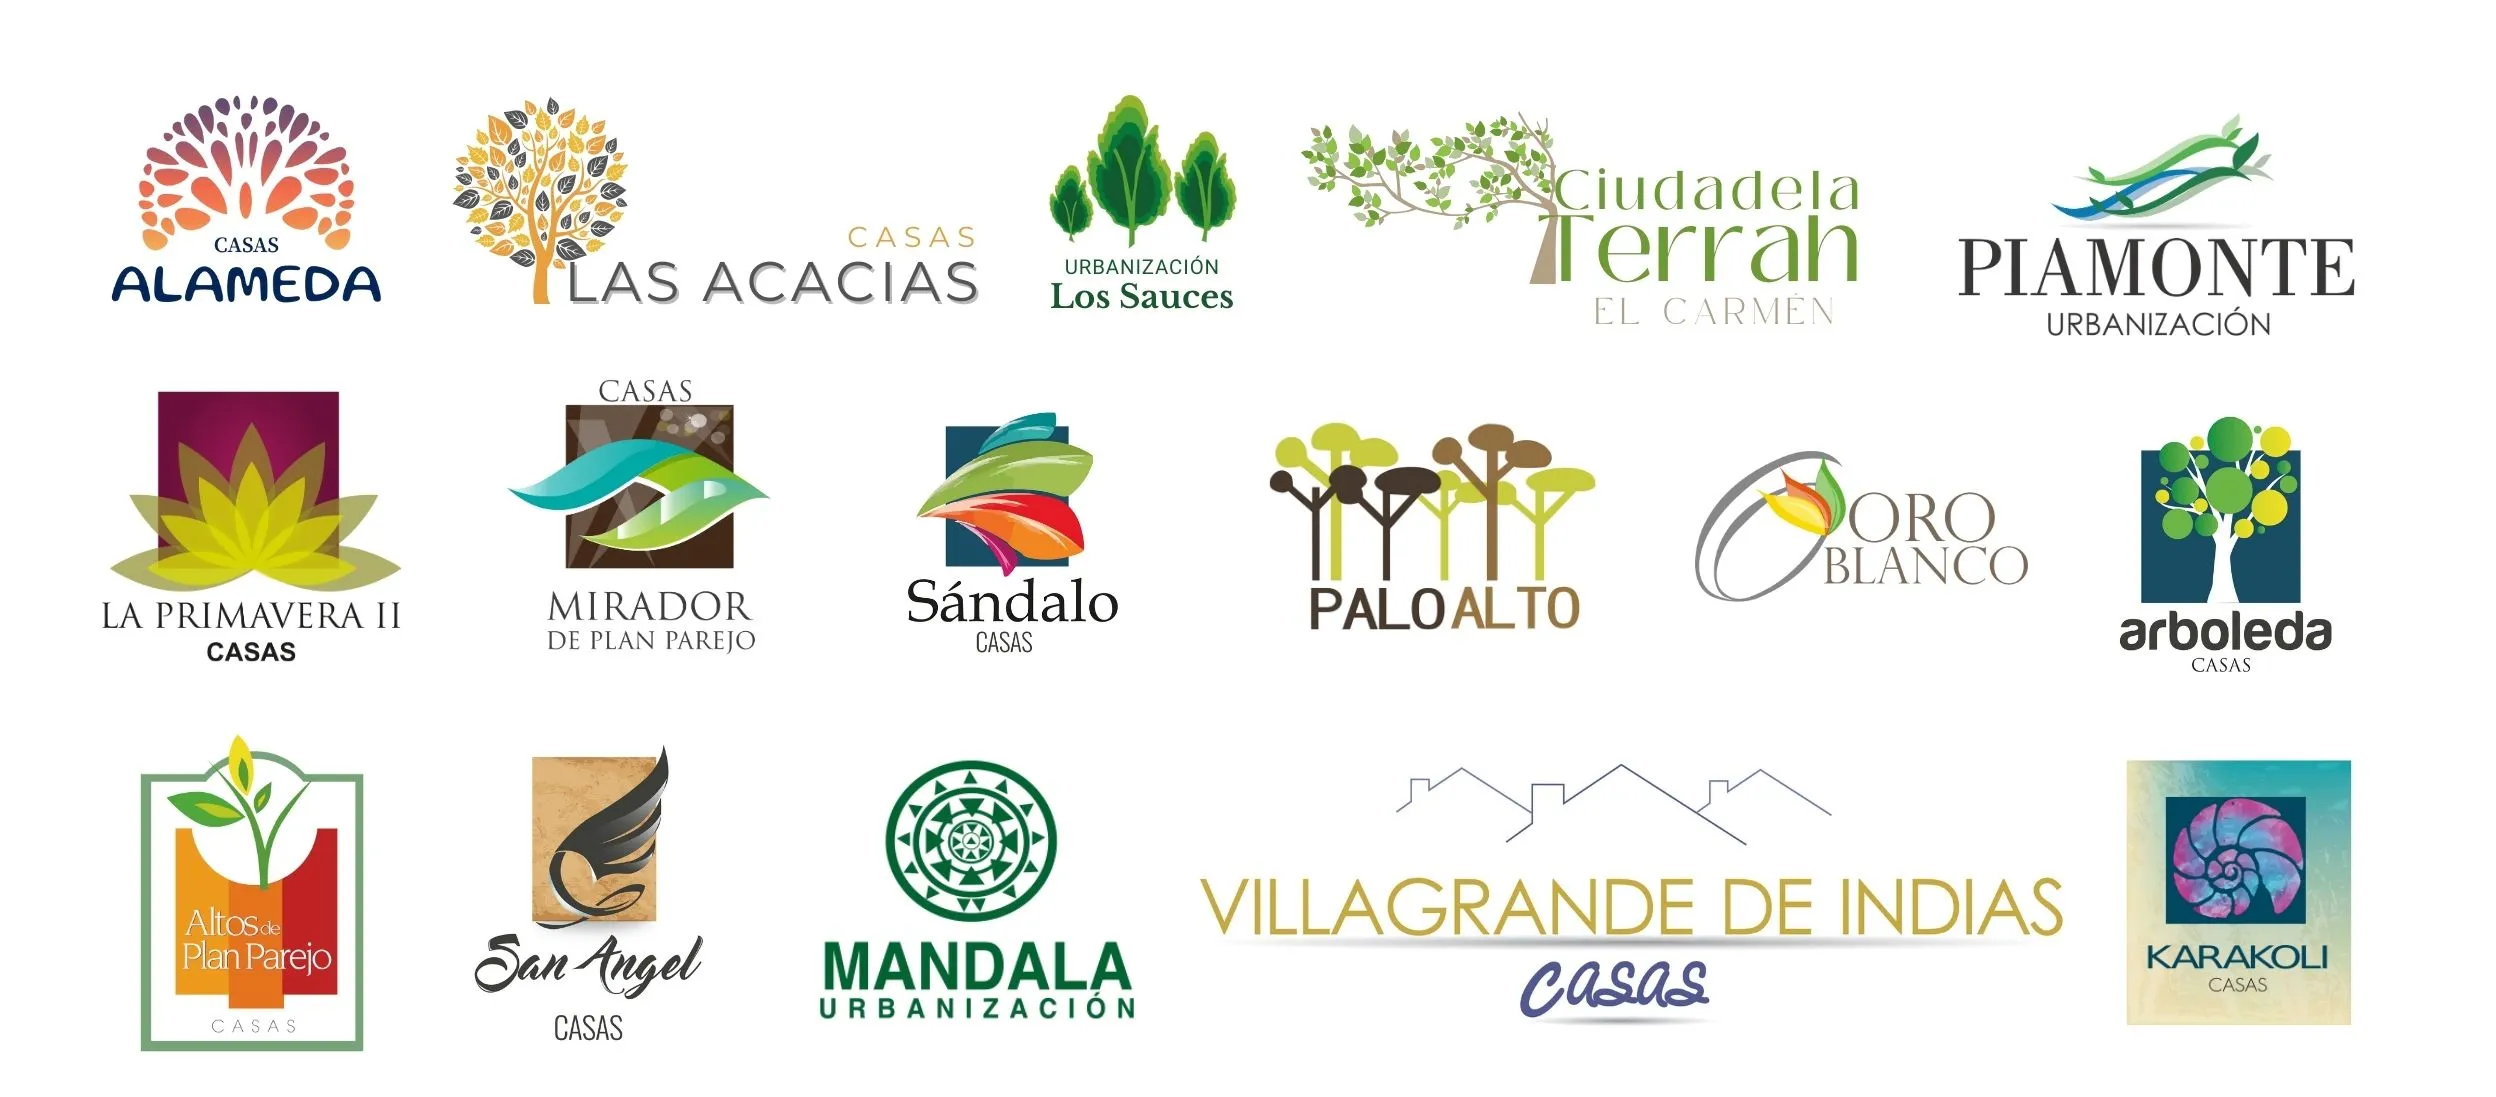 CASAS
ALAMEDA
CASAS
LAS ACACIAS
URBANIZACIÓN
Los Sauces
Ciudadela
Terrah
EL CARMÉN
PIAMONTE
URBANIZACIÓN
LA PRIMAVERA II
CASAS
CASAS
MIRADOR
DE PLAN PAREJO
Sándalo
CASAS
PALOALTO
ORO
BLANCO
arboleda
CASAS
Altos de
Plan Parejo
CASAS
San Angel
CASAS
MANDALA
URBANIZACIÓN
VILLAGRANDE DE INDIAS
CASAS
KARAKOLI
CASAS